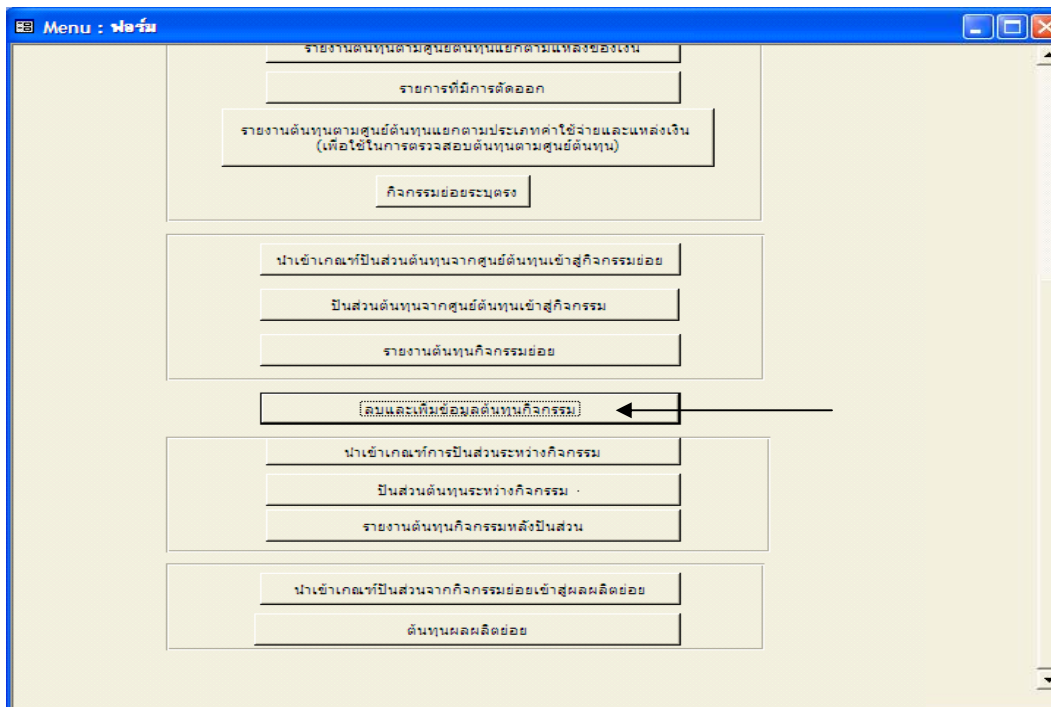 Menu : ฟอร์ม
รายงานต้นทุนตามศูนย์ต้นทุนแยกตามแหล่งของเงิน
รายการที่มีการตัดออก
รายงานต้นทุนตามศูนย์ต้นทุนแยกตามประเภทค่าใช้จ่ายและแหล่งเงิน
(เพื่อใช้ในการตรวจสอบต้นทุนตามศูนย์ต้นทุน)
กิจกรรมย่อยระบุตรง
นำเข้าเกณฑ์ปันส่วนต้นทุนจากศูนย์ต้นทุนเข้าสู่กิจกรรมย่อย
ปันส่วนต้นทุนจากศูนย์ต้นทุนเข้าสู่กิจกรรม
รายงานต้นทุนกิจกรรมย่อย
ลบและเพิ่มข้อมูลต้นทุนกิจกรรม
นำเข้าเกณฑ์การปันส่วนระหว่างกิจกรรม
ปันส่วนต้นทุนระหว่างกิจกรรม
รายงานต้นทุนกิจกรรมหลังปันส่วน
นำเข้าเกณฑ์ปันส่วนจากกิจกรรมย่อยเข้าสู่ผลผลิตย่อย
ต้นทุนผลผลิตย่อย